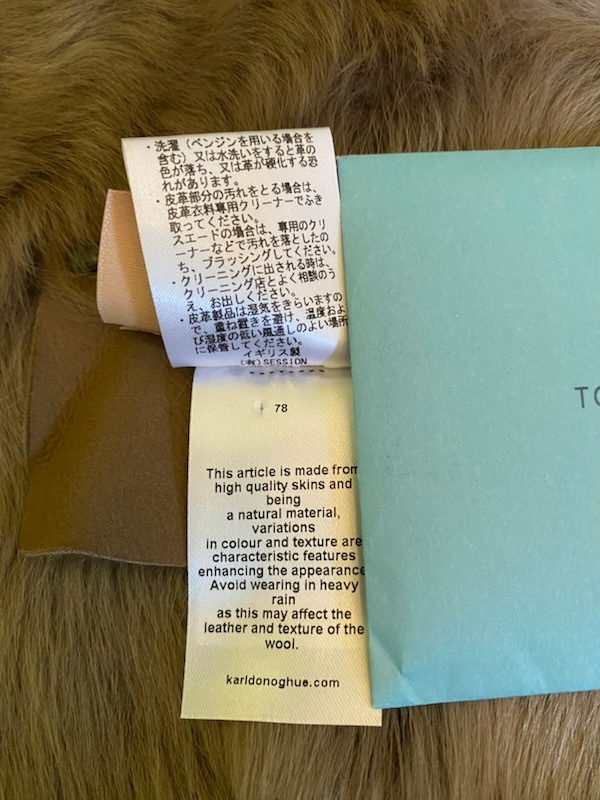 ・洗濯（ベンジンを用いる場合を
含む）又は水洗いをすると革の
色が落ち、又は革が硬化する恐
れがあります。
・皮革部分の汚れをとる場合は、
皮革衣料専用クリーナーでふき
取ってください。
スエードの場合は、専用のクリ
ーナーなどで汚れを落としたの
ち、ブラッシングしてください。
・クリーニングに出される時は、
クリーニング店とよく相談のう
え、お出しください。
・皮革製品は湿気をきらいますの
で、重ね置きを避け、温度およ
び湿度の低い風通しのよい場所
に保管してください。
イギリス製
(有)SESSION
78
This article is made from
high quality skins and
being
a natural material,
variations
in colour and texture are
characteristic features
enhancing the appearance
Avoid wearing in heavy
rain
as this may affect the
leather and texture of the
wool.
karldonoghue.com